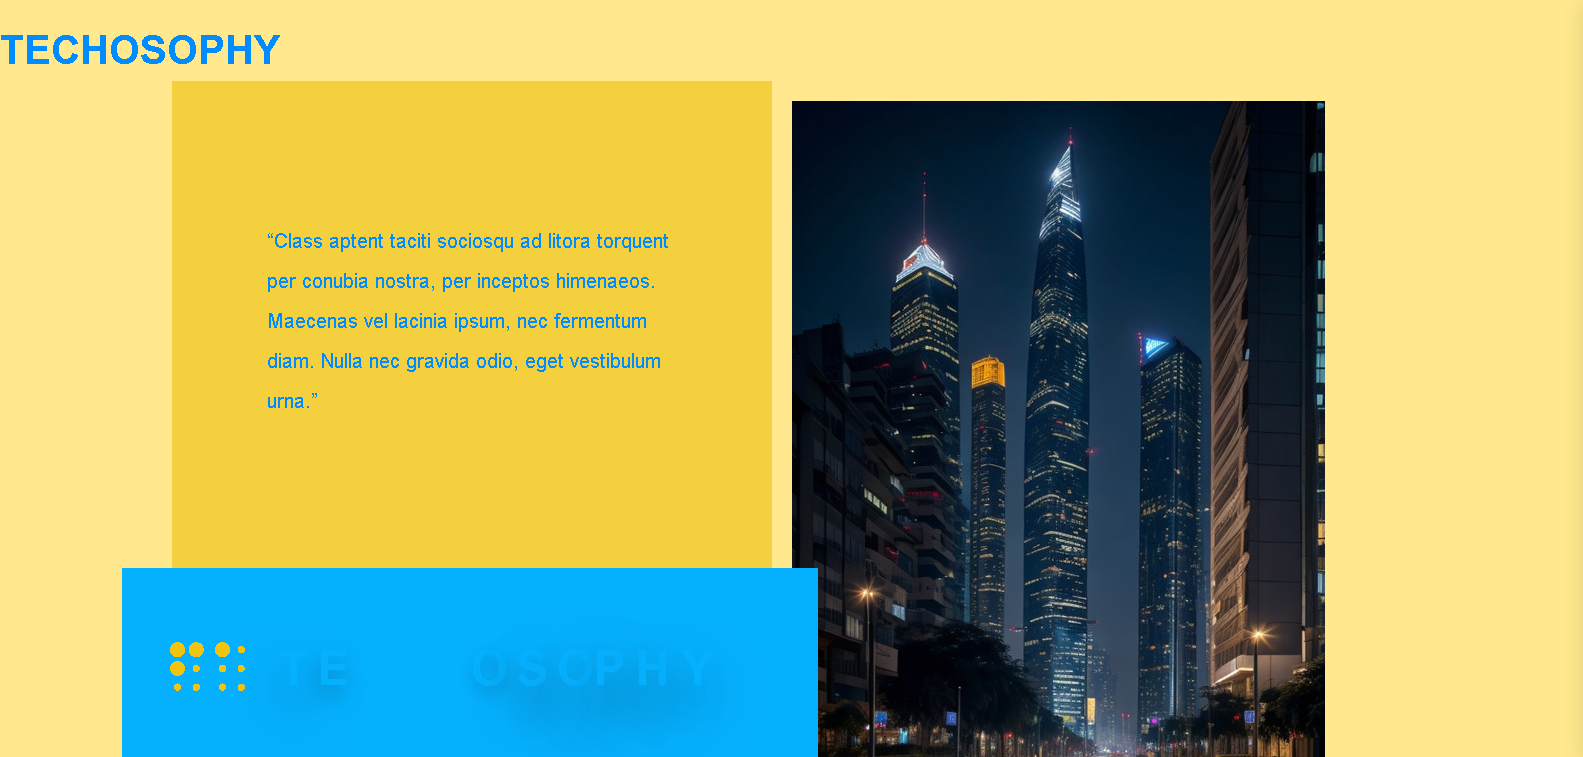 TECHOSOPHY
“Class aptent taciti sociosqu ad litora torquent
per conubia nostra, per inceptos himenaeos.
Maecenas vel lacinia ipsum, nec fermentum
diam. Nulla nec gravida odio, eget vestibulum
urna.”
TE OSOPHY